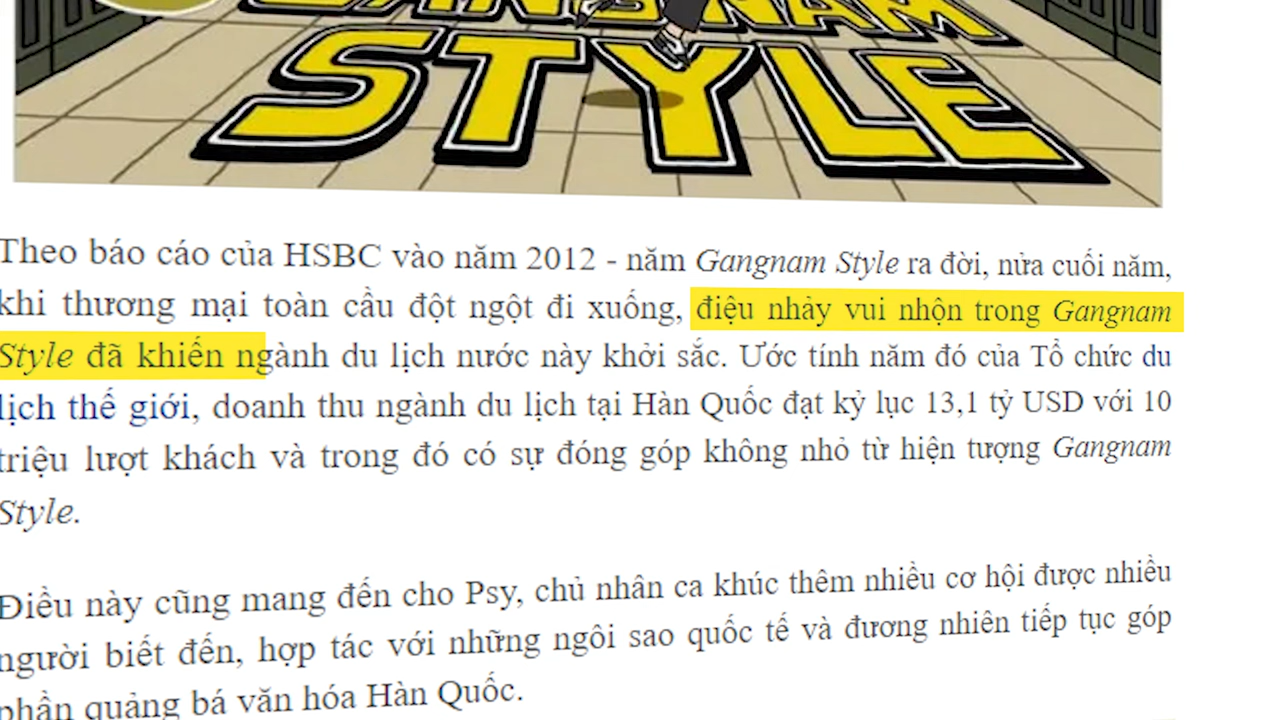 GANGNAM
STYLE
Theo báo cáo của HSBC vào năm 2012 - năm Gangnam Style ra đời, nửa cuối năm,
khi thương mại toàn cầu đột ngột đi xuống, điệu nhảy vui nhộn trong Gangnam
Style đã khiến ngành du lịch nước này khởi sắc. Ước tính năm đó của Tổ chức du
lịch thế giới, doanh thu ngành du lịch tại Hàn Quốc đạt kỷ lục 13,1 tỷ USD với 10
triệu lượt khách và trong đó có sự đóng góp không nhỏ từ hiện tượng Gangnam
Style.
Điều này cũng mang đến cho Psy, chủ nhân ca khúc thêm nhiều cơ hội được nhiều
người biết đến, hợp tác với những ngôi sao quốc tế và đương nhiên tiếp tục góp
phần quảng bá văn hóa Hàn Quốc.